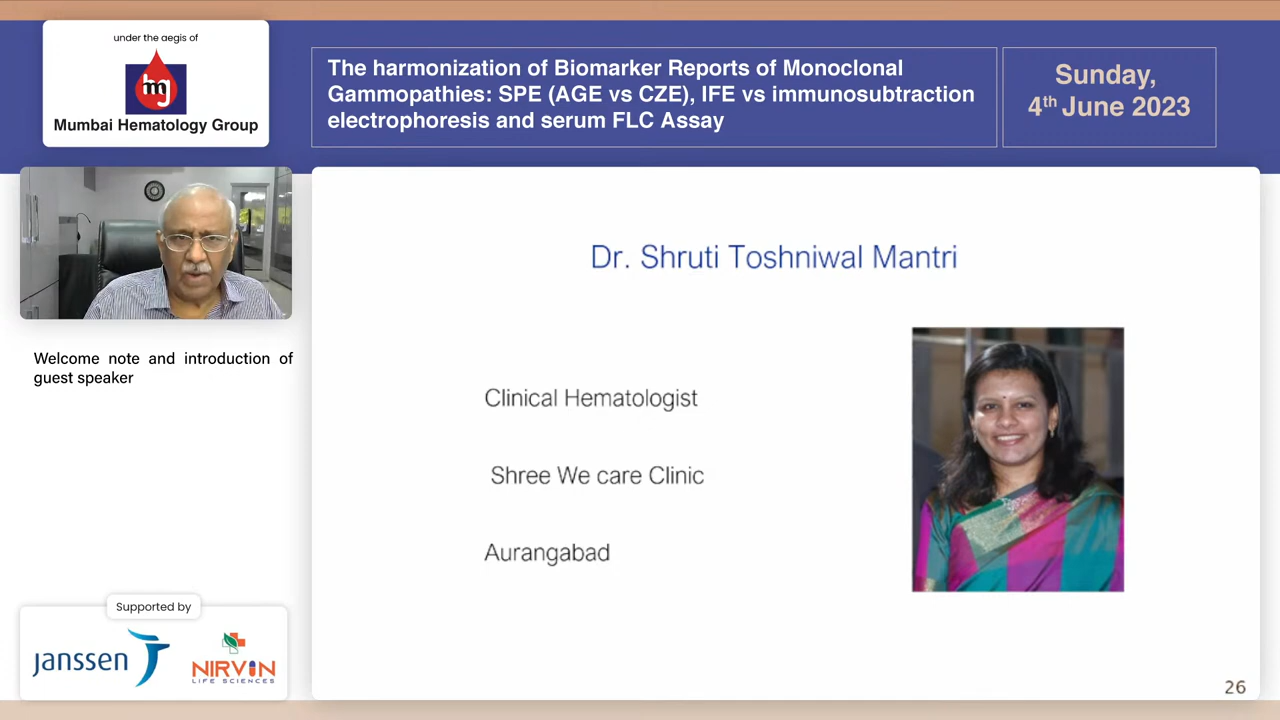 under the aegis of
mg
Mumbai Hematology Group
The harmonization of Biomarker Reports of Monoclonal
Gammopathies: SPE (AGE vs CZE), IFE vs immunosubtraction
electrophoresis and serum FLC Assay
Sunday,
4th June 2023
Welcome note and introduction of
guest speaker
Dr. Shruti Toshniwal Mantri
Clinical Hematologist
Shree We care Clinic
Aurangabad
Supported by
janssen
NIRVIN
LIFE SCIENCES
26